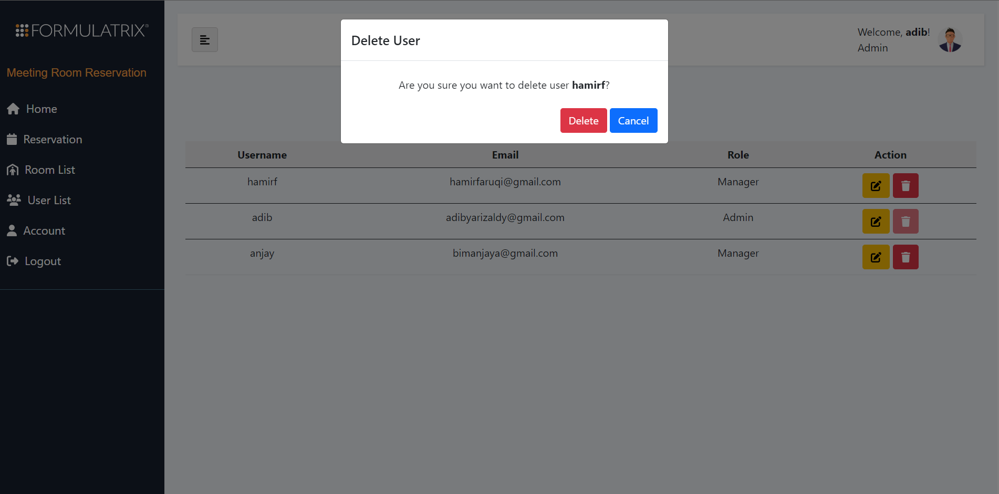 FORMULATRIX®
Meeting Room Reservation
Home
Reservation
Room List
User List
Account
Logout
Welcome, adib!
Admin
Delete User
Are you sure you want to delete user hamirf?
Delete Cancel
Username Email Role Action
hamirf hamirfaruqi@gmail.com Manager
adib adibyarizaldy@gmail.com Admin
anjay bimanjaya@gmail.com Manager